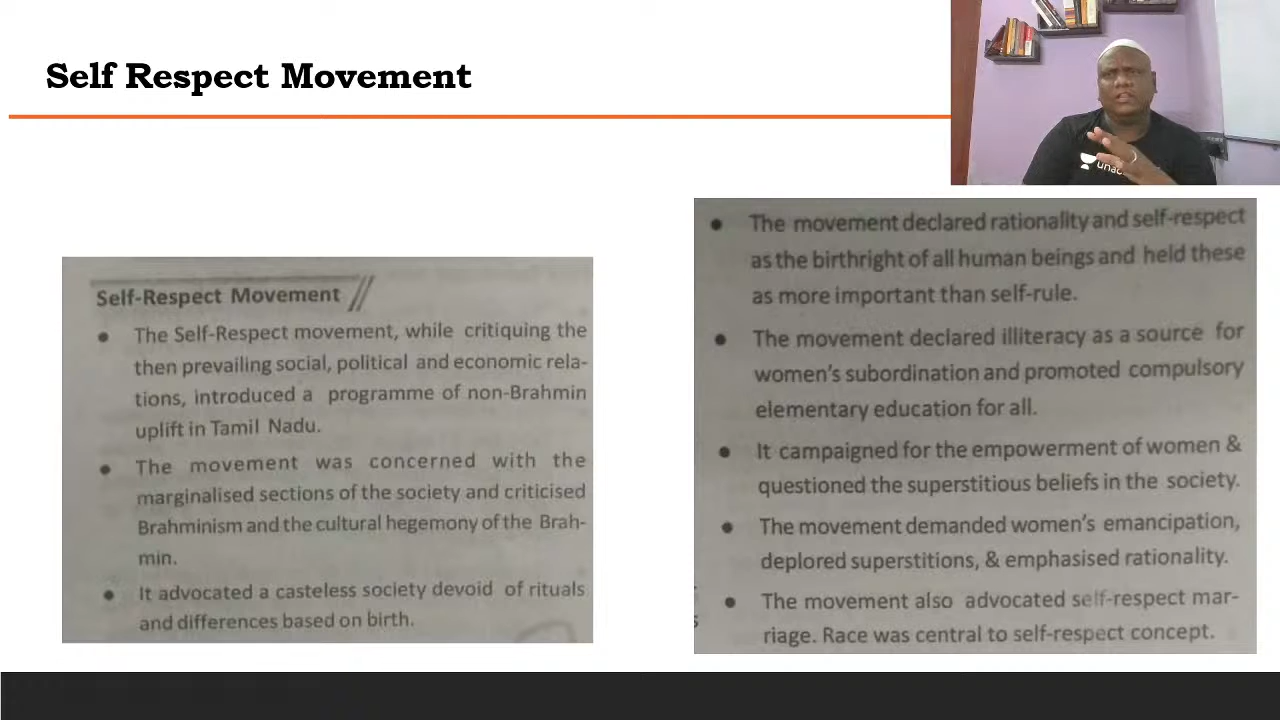 Self Respect Movement
Self-Respect Movement
• The Self-Respect movement, while critiquing the
then prevailing social, political and economic rela-
tions, introduced a programme of non-Brahmin
uplift in Tamil Nadu.
• The movement was concerned with the
marginalised sections of the society and criticised
Brahminism and the cultural hegemony of the Brah-
min.
• It advocated a casteless society devoid of rituals
and differences based on birth.
• The movement declared rationality and self-respect
as the birthright of all human beings and held these
as more important than self-rule.
• The movement declared illiteracy as a source for
women's subordination and promoted compulsory
elementary education for all.
• It campaigned for the empowerment of women &
questioned the superstitious beliefs in the society.
• The movement demanded women's emancipation,
deplored superstitions, & emphasised rationality.
• The movement also advocated self-respect mar-
riage. Race was central to self-respect concept.